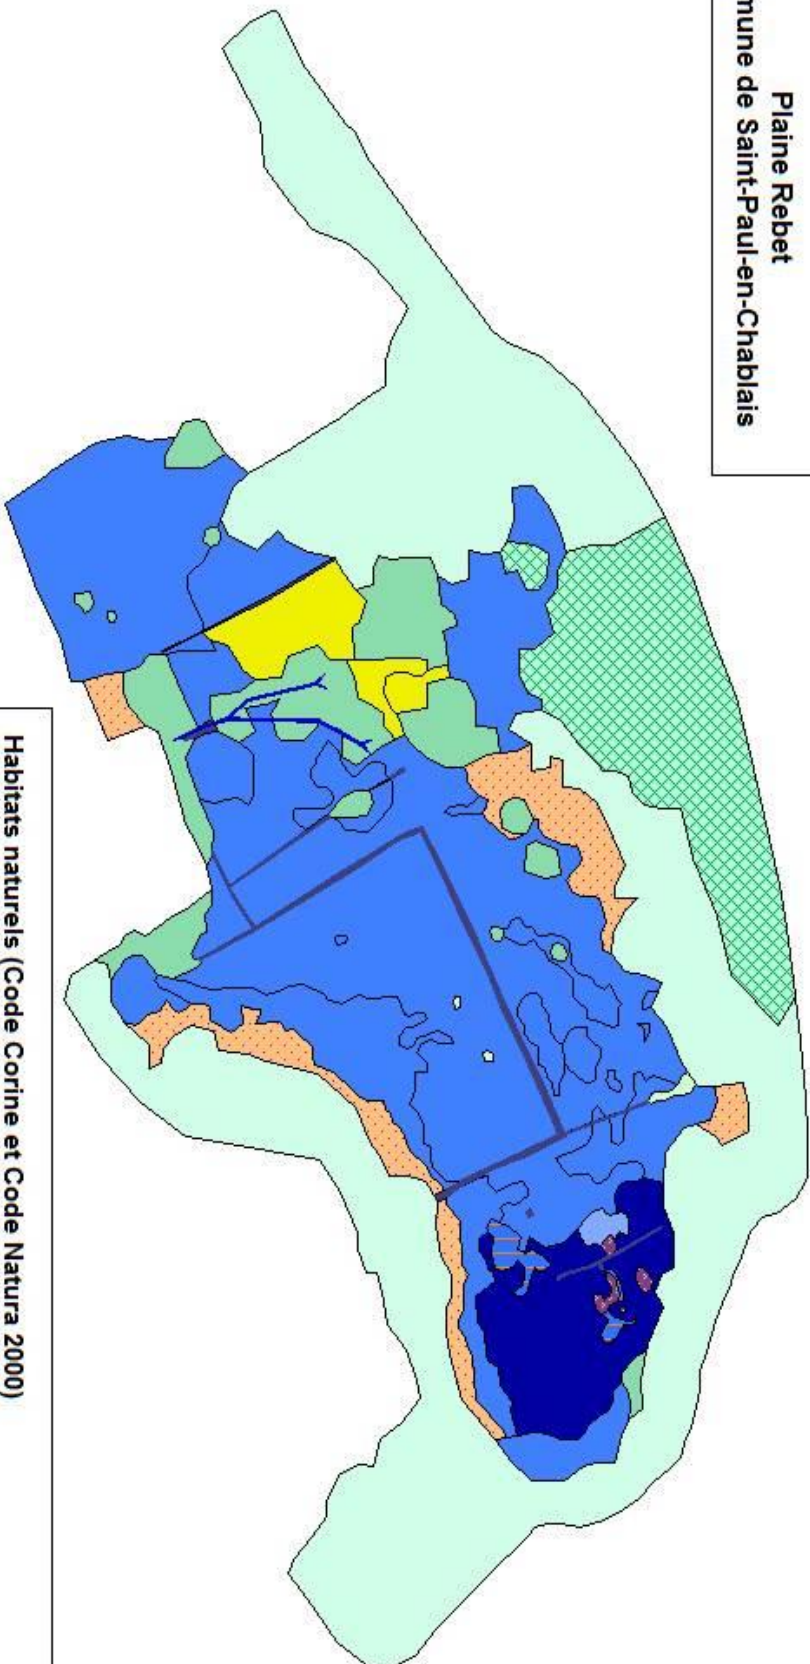 Plaine Rebet
mune de Saint-Paul-en-Chablais
Habitats naturels (Code Corine et Code Natura 2000)